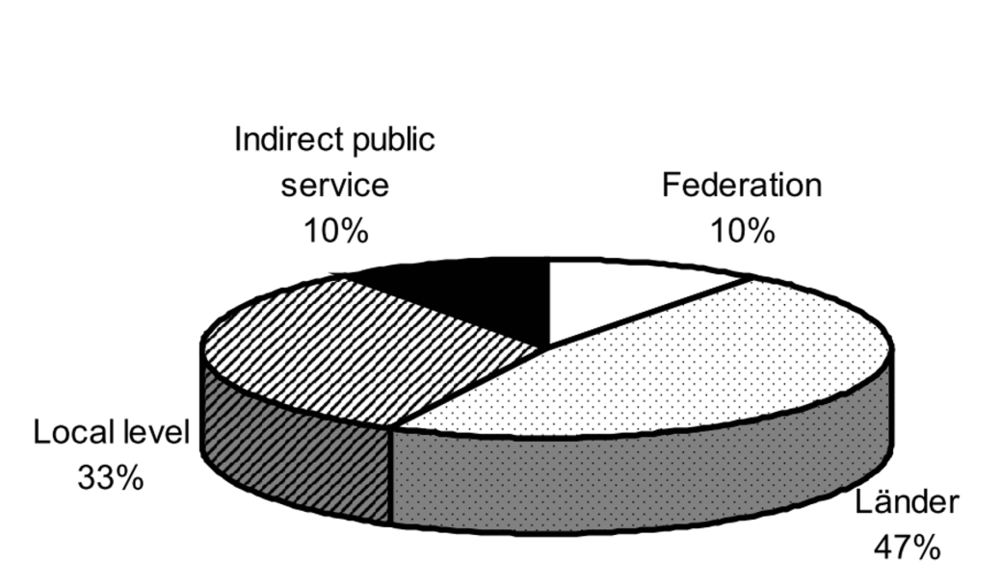 Indirect public
service
10%
Federation
10%
Local level
33%
Länder
47%